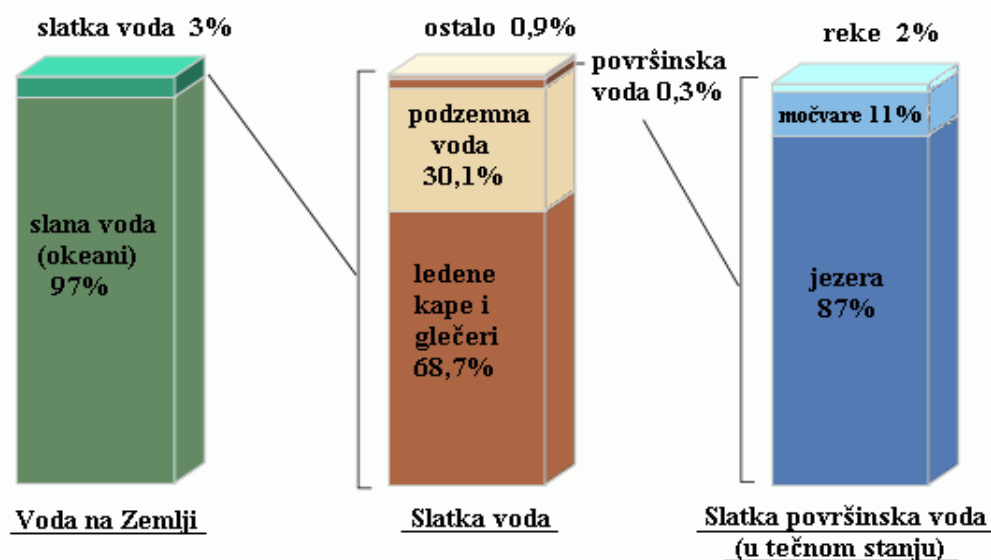 slatka voda 3%
slana voda
(okeani)
97%
Voda na Zemlji
ostalo 0,9%
površinska
voda 0,3%
podzemna
voda
30,1%
ledene
kape i
glečeri
68,7%
Slatka voda
reke 2%
močvare 11%
jezera
87%
Slatka površinska voda
(u tečnom stanju)